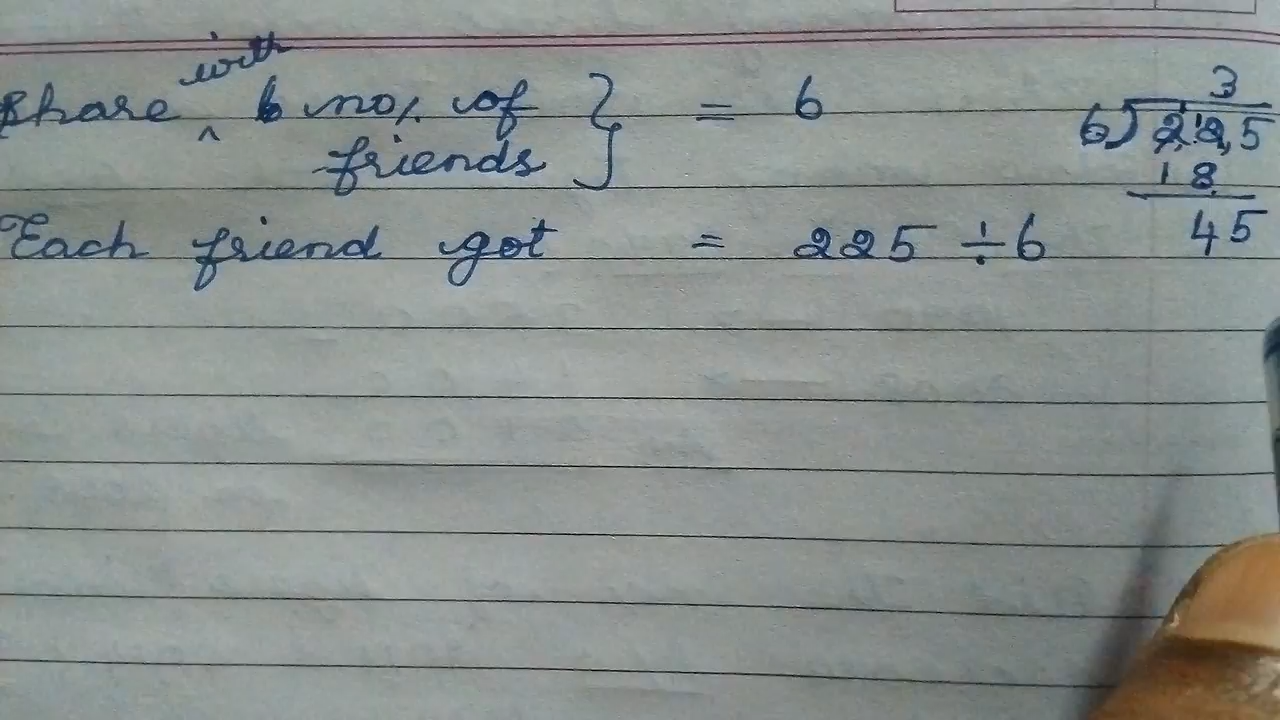 Share with no/. of } = 6
friends
Each friend got = 225 ÷ 6
3
6) 225
18
45